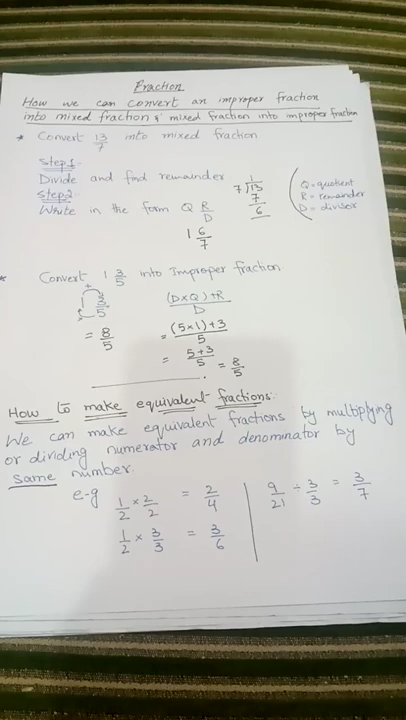 Fraction
How we can convert an improper fraction
into mixed fraction & mixed fraction into improper fraction
* Convert 13/7 into mixed fraction
Step 1
Divide and find remainder
Step 2
Write in the form Q R/D
1 6/7
1
7√13
7
6
Q = quotient
R = remainder
D = divisor
* Convert 1 3/5 into Improper fraction
+
1 3/5
x
= 8/5
(D×Q)+R / D
= (5×1)+3 / 5
= 5+3 / 5 = 8/5
How to make equivalent fractions:
We can make equivalent fractions by multiplying
or dividing numerator and denominator by
same number.
e-g 1/2 × 2/2 = 2/4
1/2 × 3/3 = 3/6
9/21 ÷ 3/3 = 3/7